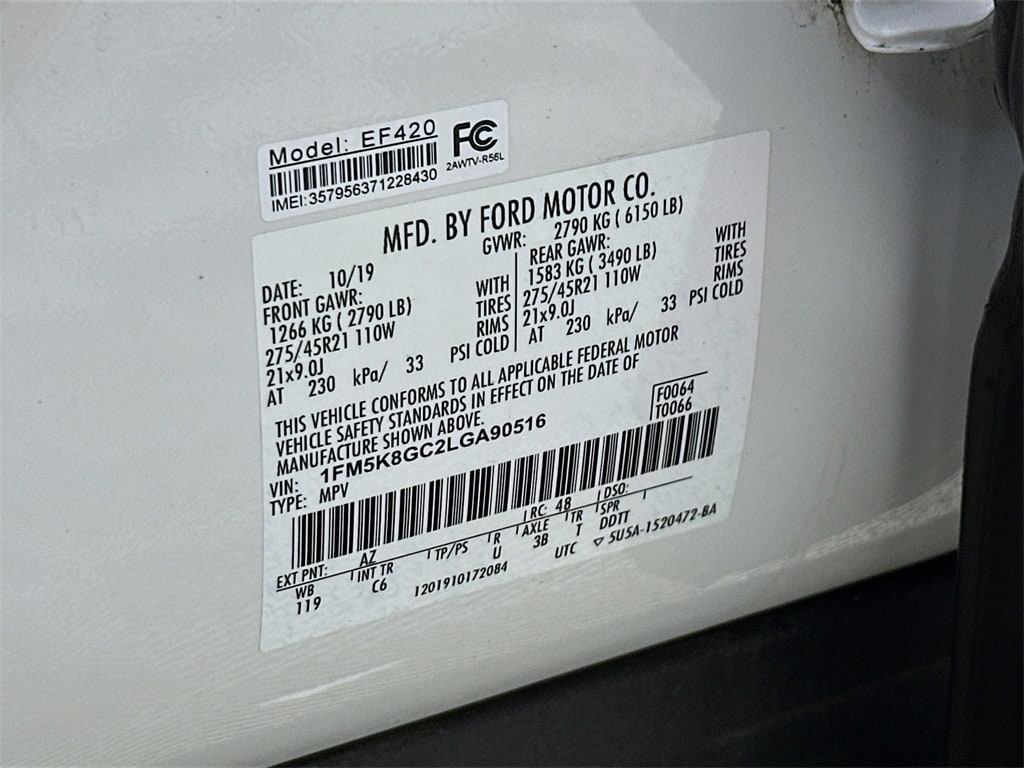 Model: EF420
FC
2AWTV-R56L
IMEI:357956371228430
MFD. BY FORD MOTOR CO.
DATE: 10/19
GVWR: 2790 KG ( 6150 LB)
FRONT GAWR:
1266 KG ( 2790 LB) WITH
275/45R21 110W TIRES
21x9.0J RIMS
AT 230 kPa/ 33 PSI COLD
REAR GAWR:
1583 KG ( 3490 LB) WITH
275/45R21 110W TIRES
21x9.0J RIMS
AT 230 kPa/ 33 PSI COLD
THIS VEHICLE CONFORMS TO ALL APPLICABLE FEDERAL MOTOR
VEHICLE SAFETY STANDARDS IN EFFECT ON THE DATE OF
MANUFACTURE SHOWN ABOVE.
F0064
T0066
VIN: 1FM5K8GC2LGA90516
TYPE: MPV
EXT PNT: AZ RC: 48 DSO:
WB INT TR TP/PS R AXLE TR SPR
119 C6 U 3B T DDTT
1201910172084 UTC ▽ 5U5A-1520472-BA